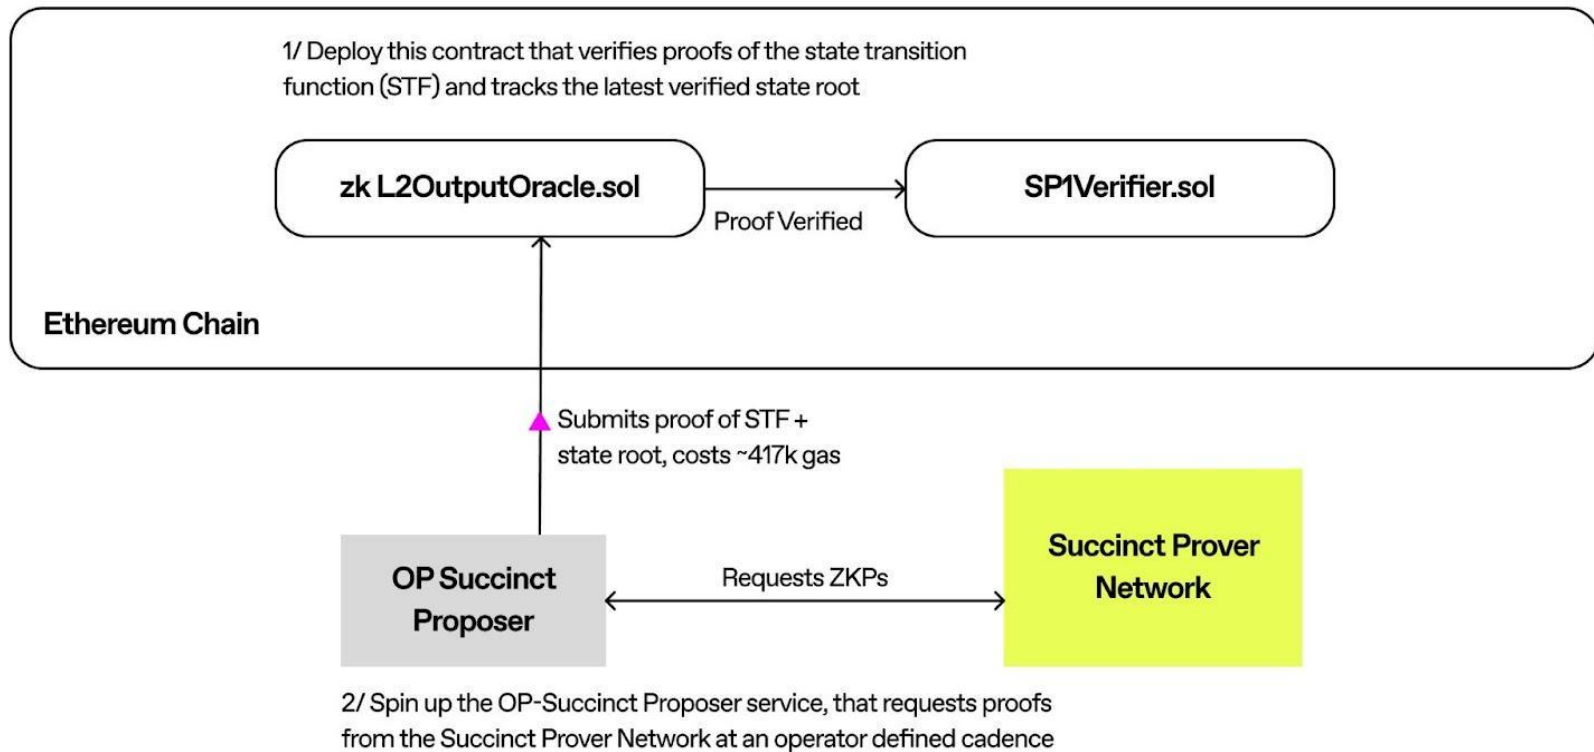 1/ Deploy this contract that verifies proofs of the state transition
function (STF) and tracks the latest verified state root
zk L2OutputOracle.sol
SP1Verifier.sol
Proof Verified
Ethereum Chain
Submits proof of STF +
state root, costs ~417k gas
OP Succinct
Proposer
Requests ZKPs
Succinct Prover
Network
2/ Spin up the OP-Succinct Proposer service, that requests proofs
from the Succinct Prover Network at an operator defined cadence